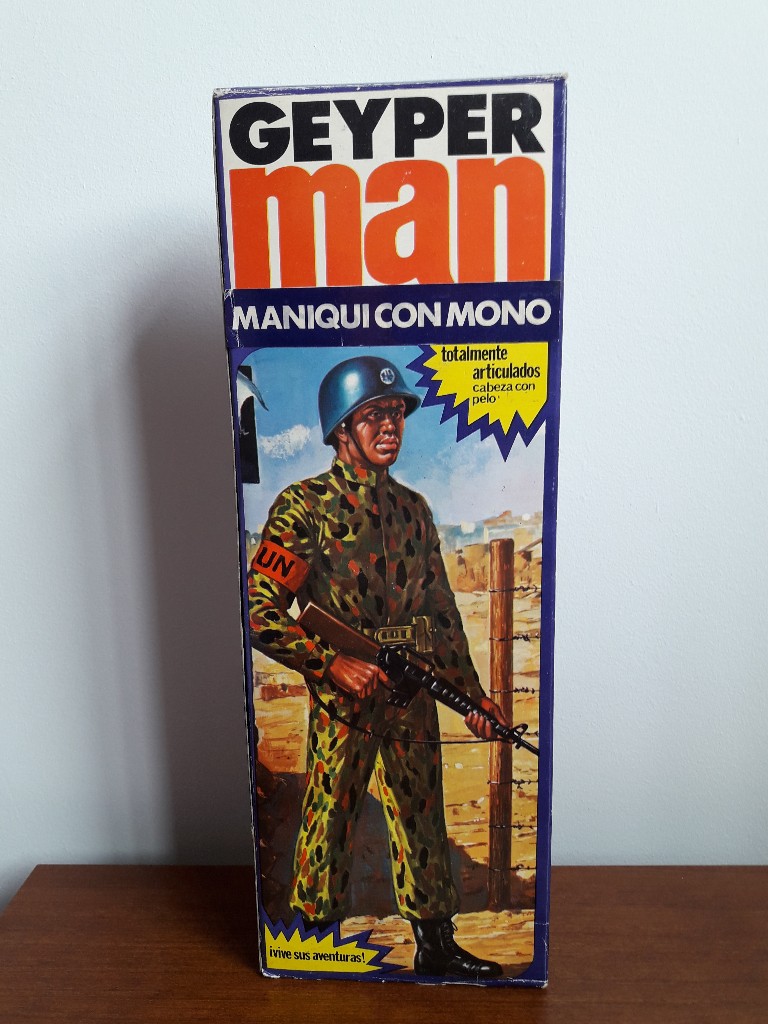 GEYPER
man
MANIQUI CON MONO
totalmente
articulados
cabeza con
pelo
UN
¡vive sus aventuras!